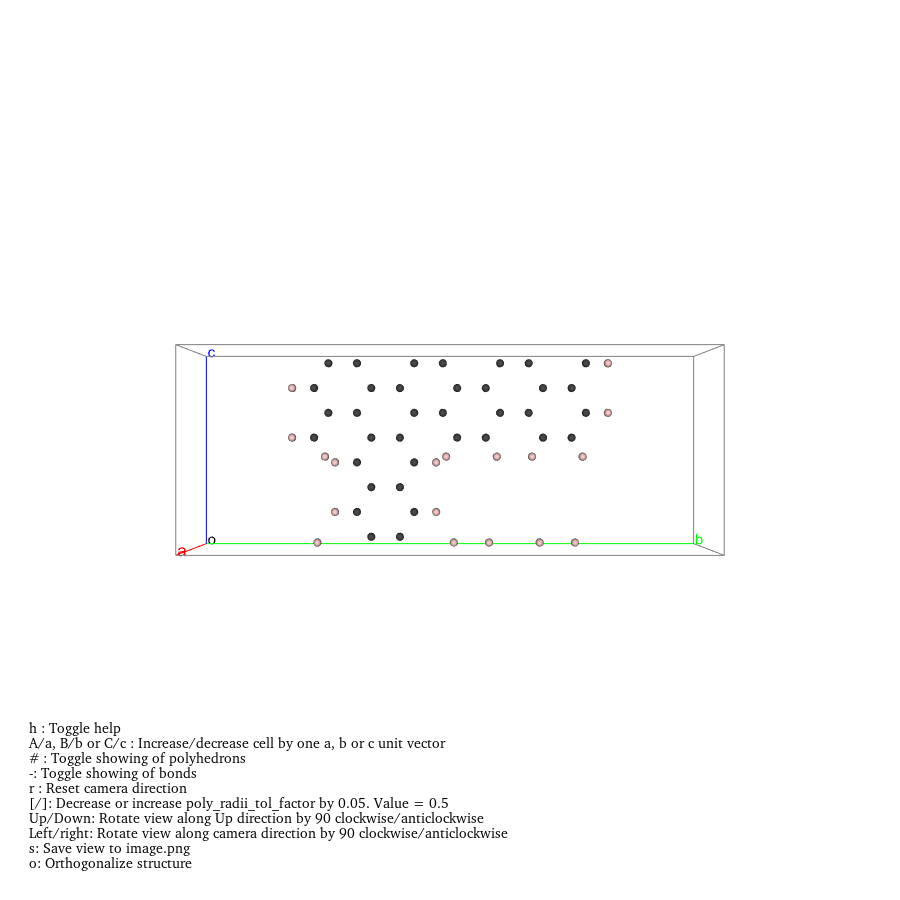 c
o
a
b
h : Toggle help
A/a, B/b or C/c : Increase/decrease cell by one a, b or c unit vector
# : Toggle showing of polyhedrons
-: Toggle showing of bonds
r : Reset camera direction
[/]: Decrease or increase poly_radii_tol_factor by 0.05. Value = 0.5
Up/Down: Rotate view along Up direction by 90 clockwise/anticlockwise
Left/right: Rotate view along camera direction by 90 clockwise/anticlockwise
s: Save view to image.png
o: Orthogonalize structure